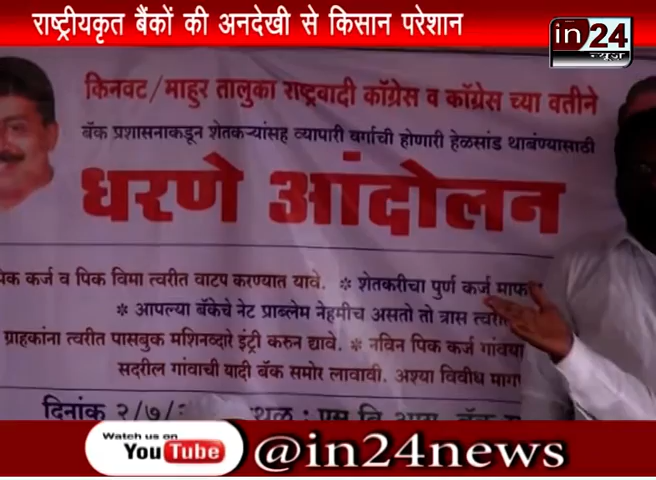 राष्ट्रीयकृत बैंकों की अनदेखी से किसान परेशान
in24
न्यूज़
किनवट/माहुर तालुका राष्ट्रवादी काँग्रेस व काँग्रेस च्या वतीने
बॅक प्रशासनाकडून शेतकऱ्यांसह व्यापारी वर्गाची होणारी हेळसांड थाबंण्यासाठी
धरणे आंदोलन
पिक कर्ज व पिक विमा त्वरीत वाटप करण्यात यावे. * शेतकरीचा पुर्ण कर्ज माफ
* आपल्या बॅकेचे नेट प्राब्लेम नेहमीच असतो तो त्रास त्वरी
ग्राहकांना त्वरीत पासबुक मशिनव्दारे इंट्री करुन द्यावे. * नविन पिक कर्ज गांवया
सदरील गांवाची यादी बॅक समोर लावावी. अश्या विविध माग
दिनांक २/७/
Watch us on
YouTube
@in24news